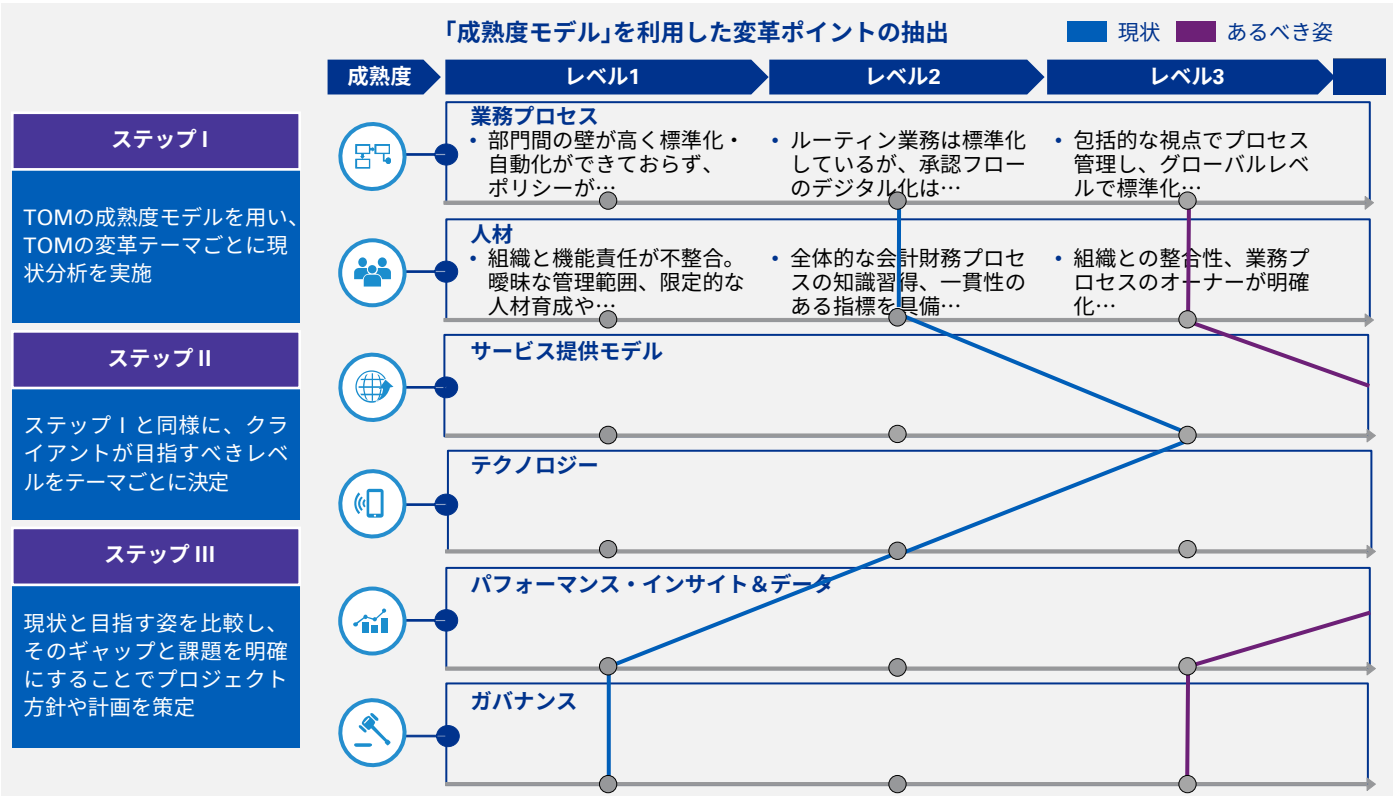 「成熟度モデル」を利用した変革ポイントの抽出
現状
あるべき姿
成熟度
レベル1
レベル2
レベル3
ステップ I
TOMの成熟度モデルを用い、
TOMの変革テーマごとに現
状分析を実施
ステップ II
ステップ I と同様に、クラ
イアントが目指すべきレベ
ルをテーマごとに決定
ステップ III
現状と目指す姿を比較し、
そのギャップと課題を明確
にすることでプロジェクト
方針や計画を策定
業務プロセス
• 部門間の壁が高く標準化・
自動化ができておらず、
ポリシーが…
• ルーティン業務は標準化
しているが、承認フロー
のデジタル化は…
• 包括的な視点でプロセス
管理し、グローバルレベ
ルで標準化…
人材
• 組織と機能責任が不整合。
曖昧な管理範囲、限定的な
人材育成や…
• 全体的な会計財務プロセ
スの知識習得、一貫性の
ある指標を具備…
• 組織との整合性、業務プ
ロセスのオーナーが明確
化…
サービス提供モデル
テクノロジー
パフォーマンス・インサイト＆データ
ガバナンス